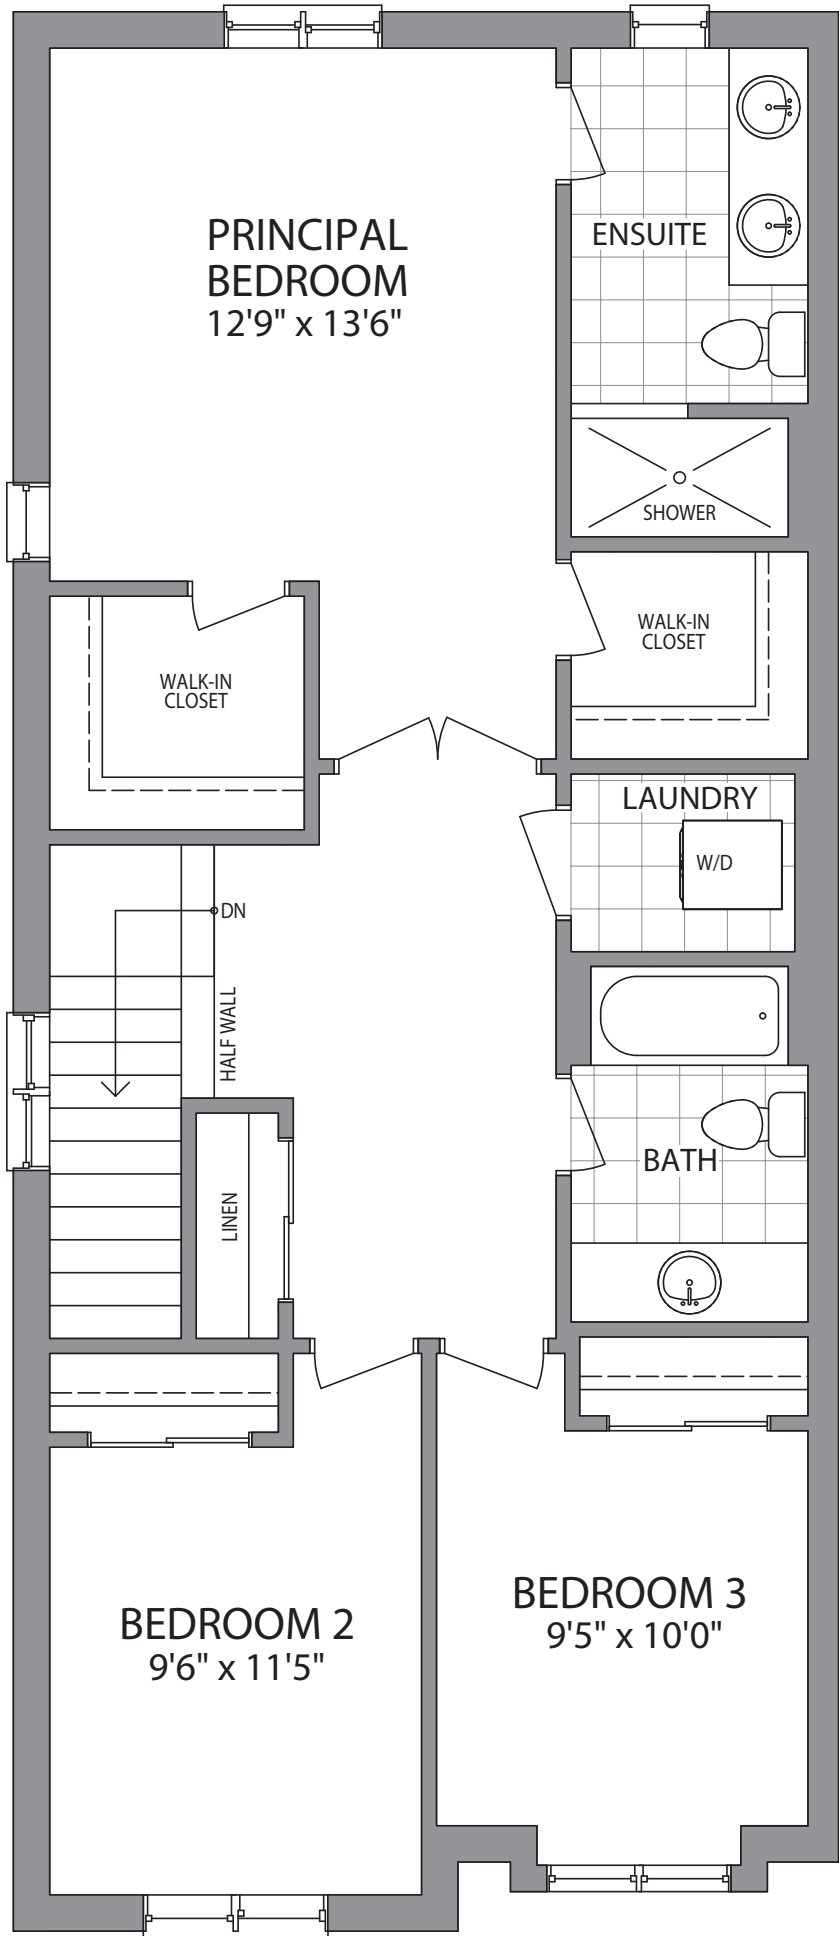 PRINCIPAL
BEDROOM
12'9" x 13'6"
ENSUITE
SHOWER
WALK-IN
CLOSET
WALK-IN
CLOSET
LAUNDRY
W/D
DN
HALF WALL
BATH
LINEN
BEDROOM 2
9'6" x 11'5"
BEDROOM 3
9'5" x 10'0"